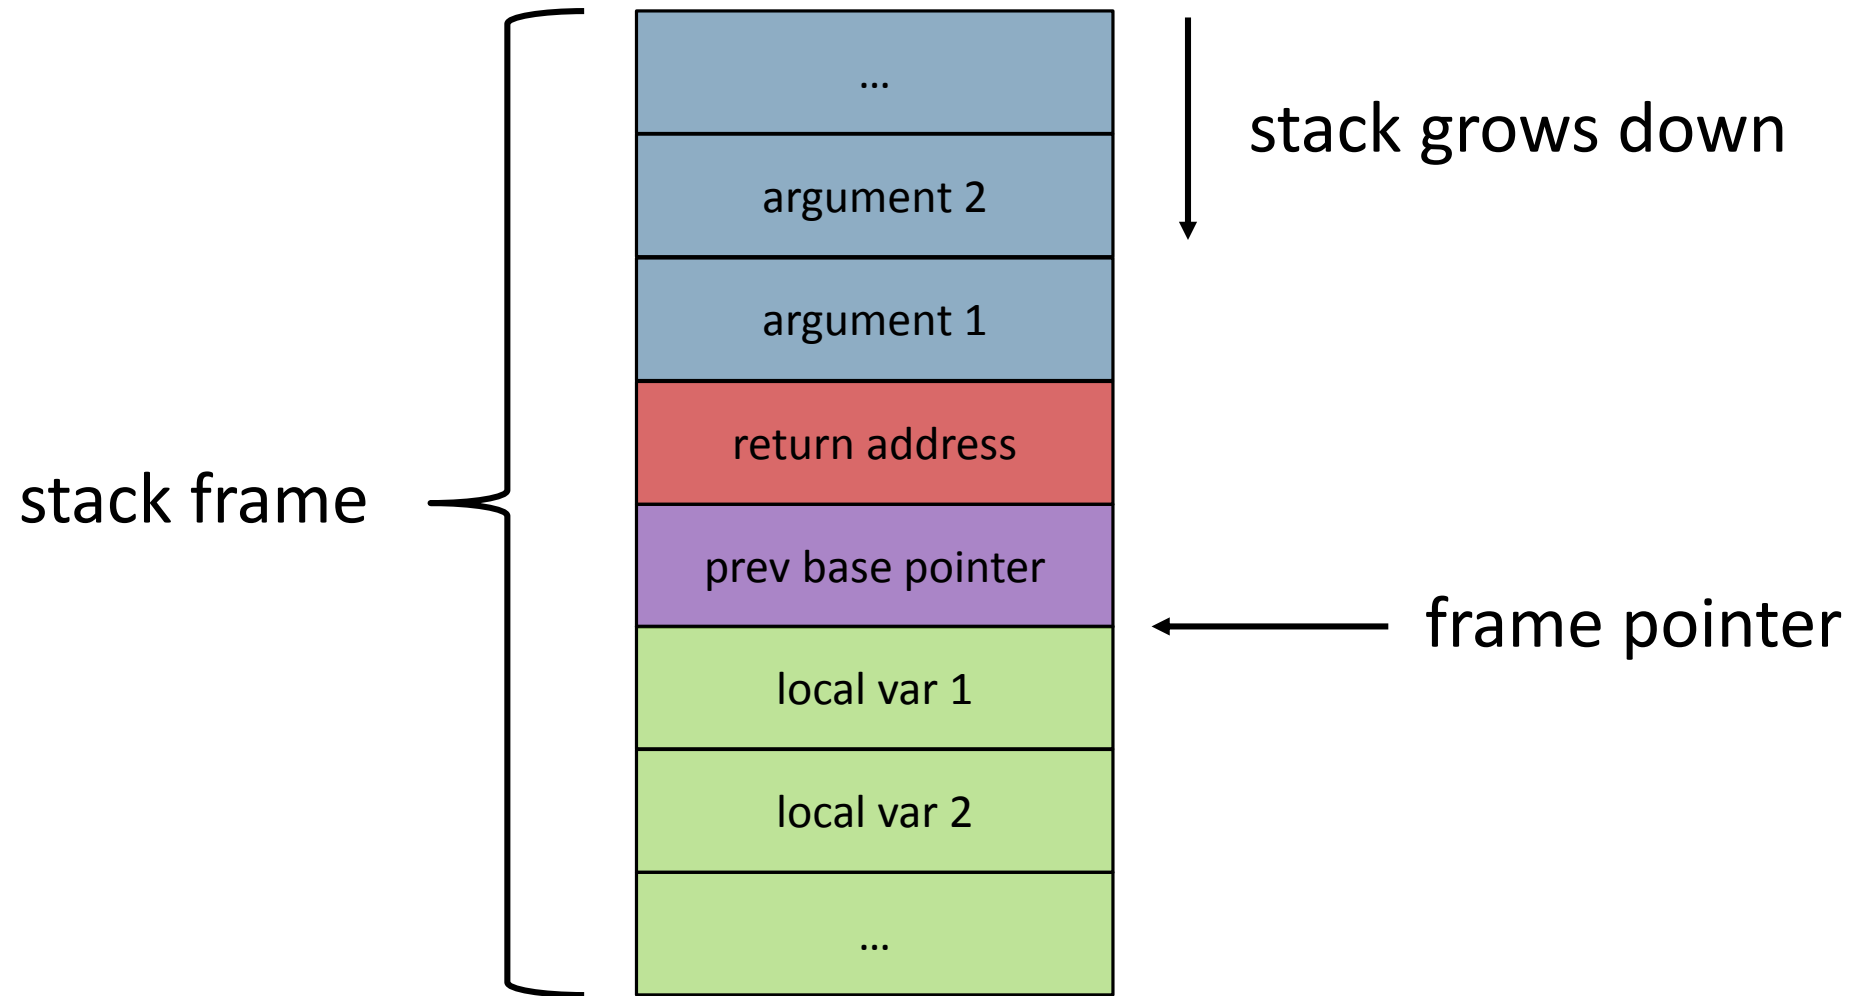 …
stack grows down
argument 2
argument 1
return address
stack frame
prev base pointer
frame pointer
local var 1
local var 2
…